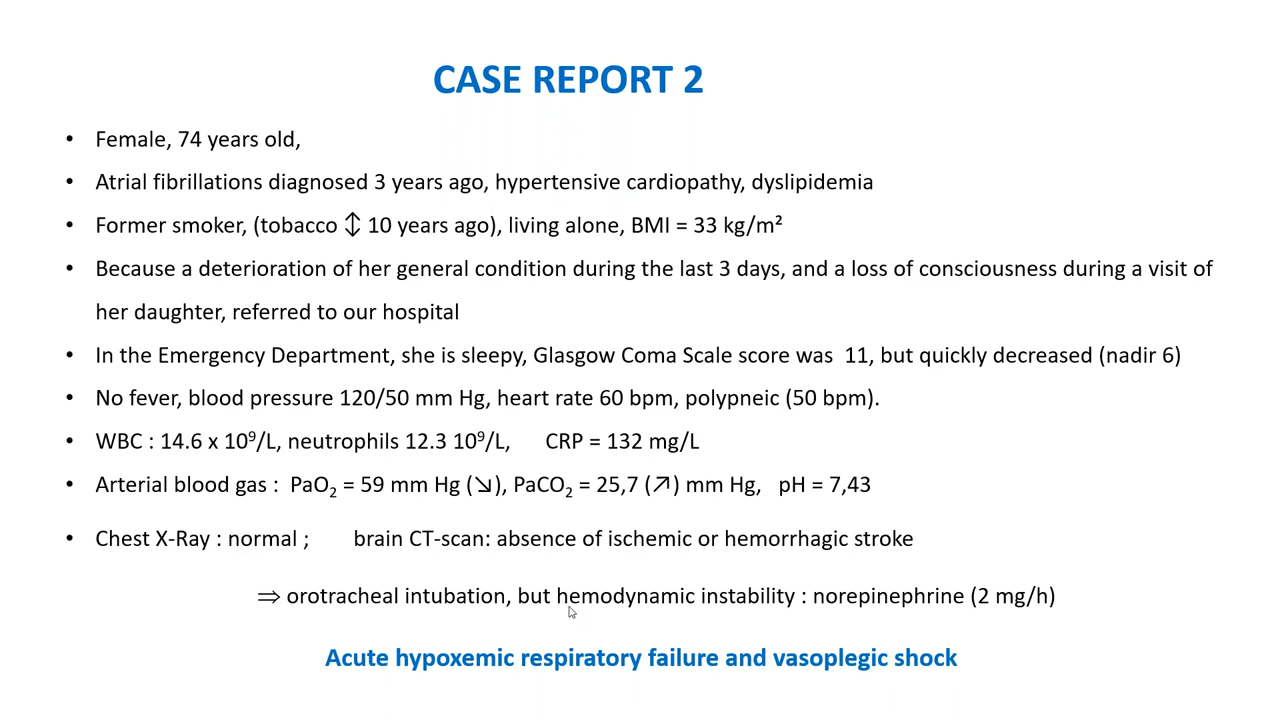 CASE REPORT 2
• Female, 74 years old,
• Atrial fibrillations diagnosed 3 years ago, hypertensive cardiopathy, dyslipidemia
• Former smoker, (tobacco ↕ 10 years ago), living alone, BMI = 33 kg/m²
• Because a deterioration of her general condition during the last 3 days, and a loss of consciousness during a visit of
her daughter, referred to our hospital
• In the Emergency Department, she is sleepy, Glasgow Coma Scale score was 11, but quickly decreased (nadir 6)
• No fever, blood pressure 120/50 mm Hg, heart rate 60 bpm, polypneic (50 bpm).
• WBC : 14.6 x 10⁹/L, neutrophils 12.3 10⁹/L, CRP = 132 mg/L
• Arterial blood gas : PaO₂ = 59 mm Hg (↘), PaCO₂ = 25,7 (↗) mm Hg, pH = 7,43
• Chest X-Ray : normal ; brain CT-scan: absence of ischemic or hemorrhagic stroke
⇒ orotracheal intubation, but hemodynamic instability : norepinephrine (2 mg/h)
Acute hypoxemic respiratory failure and vasoplegic shock